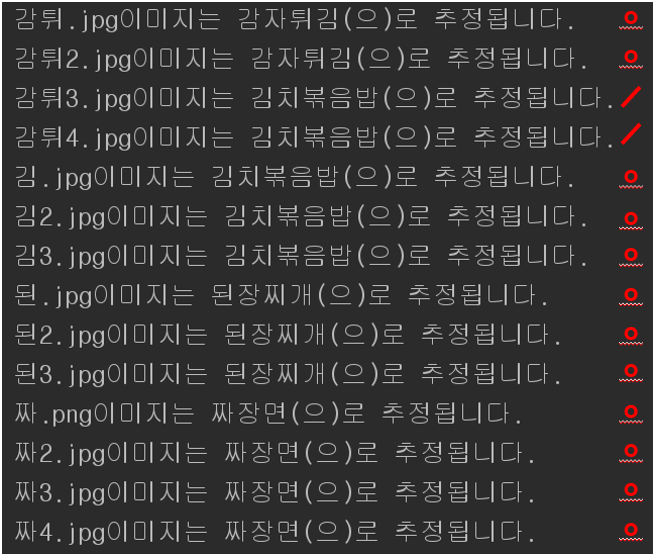 감튀.jpg이미지는 감자튀김(으)로 추정됩니다. o
감튀2.jpg이미지는 감자튀김(으)로 추정됩니다. o
감튀3.jpg이미지는 김치볶음밥(으)로 추정됩니다. /
감튀4.jpg이미지는 김치볶음밥(으)로 추정됩니다. /
김.jpg이미지는 김치볶음밥(으)로 추정됩니다. o
김2.jpg이미지는 김치볶음밥(으)로 추정됩니다. o
김3.jpg이미지는 김치볶음밥(으)로 추정됩니다. o
된.jpg이미지는 된장찌개(으)로 추정됩니다. o
된2.jpg이미지는 된장찌개(으)로 추정됩니다. o
된3.jpg이미지는 된장찌개(으)로 추정됩니다. o
짜.png이미지는 짜장면(으)로 추정됩니다. o
짜2.jpg이미지는 짜장면(으)로 추정됩니다. o
짜3.jpg이미지는 짜장면(으)로 추정됩니다. o
짜4.jpg이미지는 짜장면(으)로 추정됩니다. o